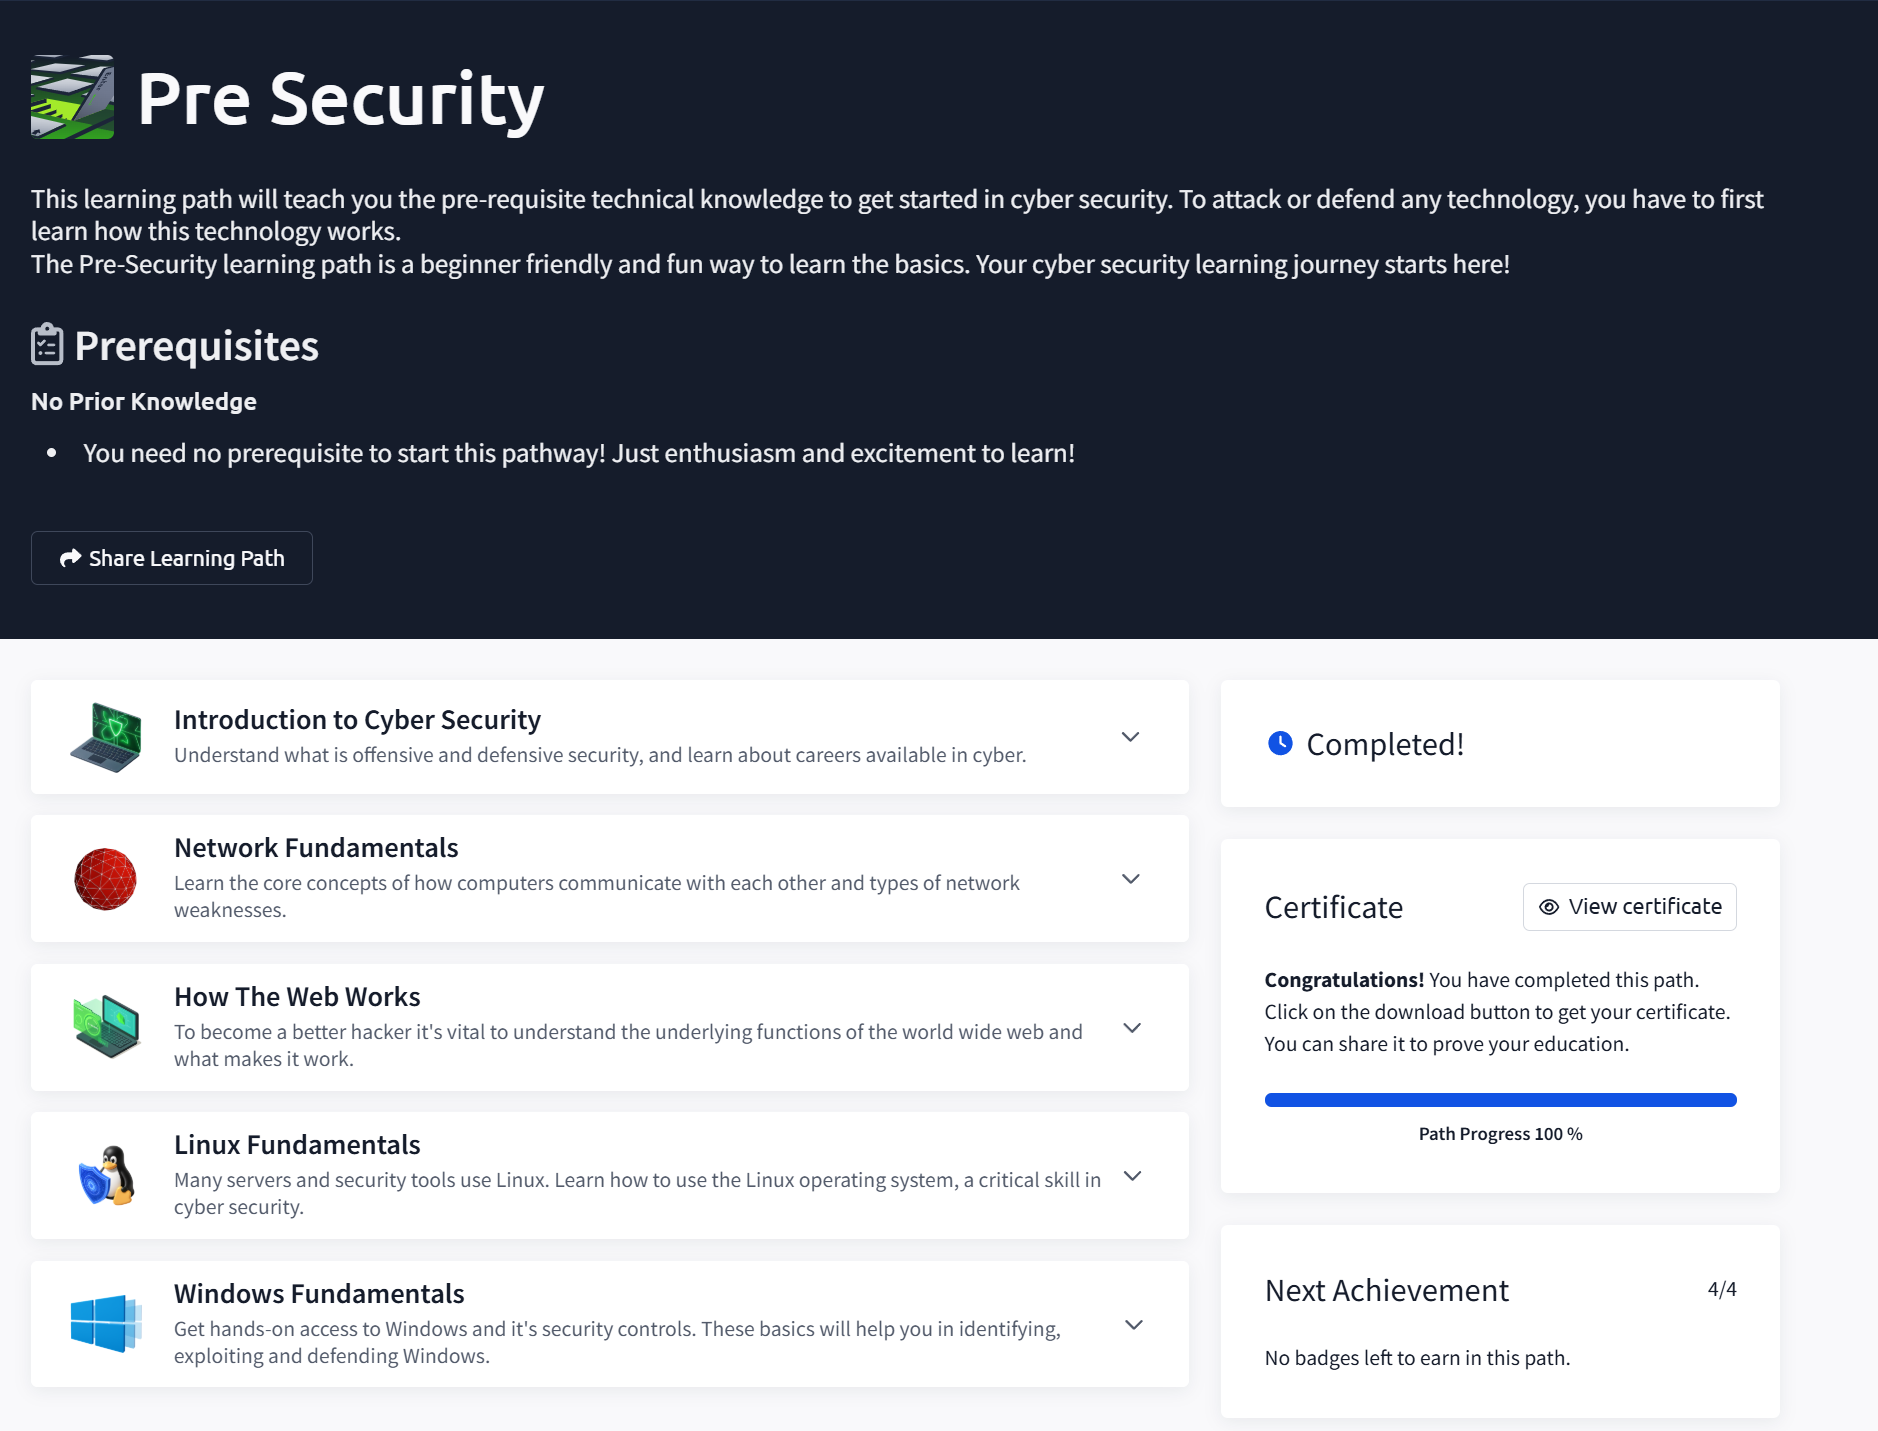 Pre Security
This learning path will teach you the pre-requisite technical knowledge to get started in cyber security. To attack or defend any technology, you have to first
learn how this technology works.
The Pre-Security learning path is a beginner friendly and fun way to learn the basics. Your cyber security learning journey starts here!
Prerequisites
No Prior Knowledge
• You need no prerequisite to start this pathway! Just enthusiasm and excitement to learn!
Share Learning Path
Introduction to Cyber Security
Understand what is offensive and defensive security, and learn about careers available in cyber.
Network Fundamentals
Learn the core concepts of how computers communicate with each other and types of network
weaknesses.
How The Web Works
To become a better hacker it's vital to understand the underlying functions of the world wide web and
what makes it work.
Linux Fundamentals
Many servers and security tools use Linux. Learn how to use the Linux operating system, a critical skill in
cyber security.
Windows Fundamentals
Get hands-on access to Windows and it's security controls. These basics will help you in identifying,
exploiting and defending Windows.
Completed!
Certificate
View certificate
Congratulations! You have completed this path.
Click on the download button to get your certificate.
You can share it to prove your education.
Path Progress 100 %
Next Achievement
4/4
No badges left to earn in this path.